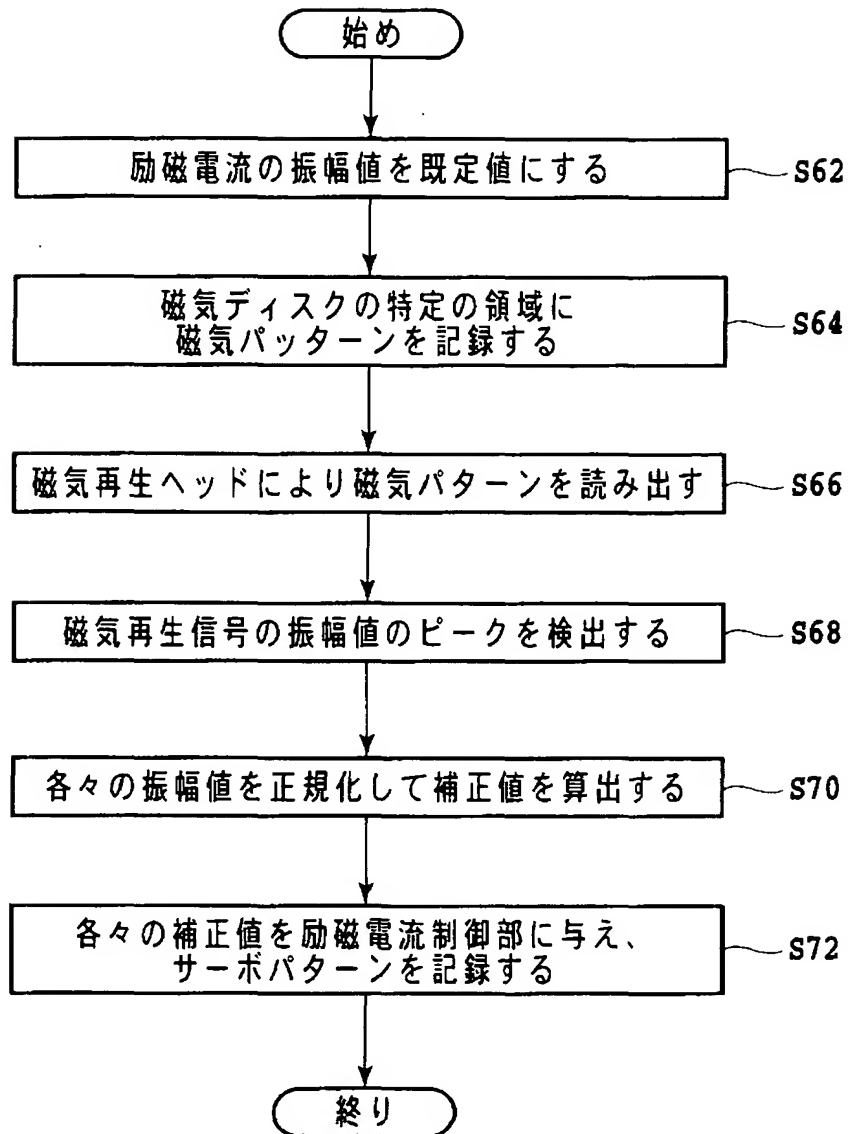 始め
励磁電流の振幅値を既定値にする
S62
磁気ディスクの特定の領域に
磁気パッターンを記録する
S64
磁気再生ヘッドにより磁気パターンを読み出す
S66
磁気再生信号の振幅値のピークを検出する
S68
各々の振幅値を正規化して補正値を算出する
S70
各々の補正値を励磁電流制御部に与え、
サーボパターンを記録する
S72
終り